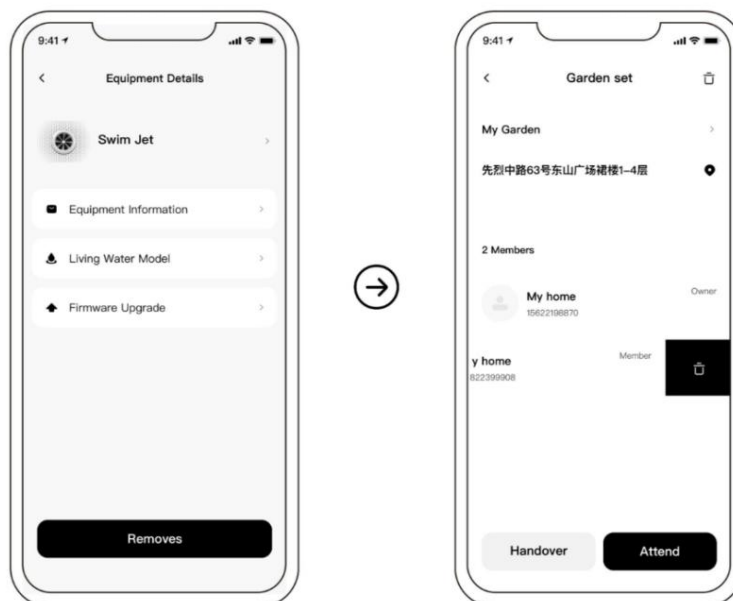 9:41
Equipment Details
Swim Jet
Equipment Information
Living Water Model
Firmware Upgrade
Removes
9:41
Garden set
My Garden
先烈中路63号东山广场裙楼1-4层
2 Members
My home
Owner
15622198870
y home
Member
822399908
Handover
Attend